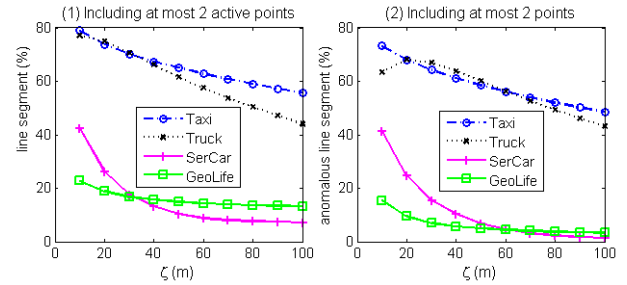 (1) Including at most 2 active points
line segment (%)
80
60
40
20
0
0 20 40 60 80 100
ζ (m)
Taxi
Truck
SerCar
GeoLife
(2) Including at most 2 points
anomalous line segment (%)
80
60
40
20
0
0 20 40 60 80 100
ζ (m)
Taxi
Truck
SerCar
GeoLife